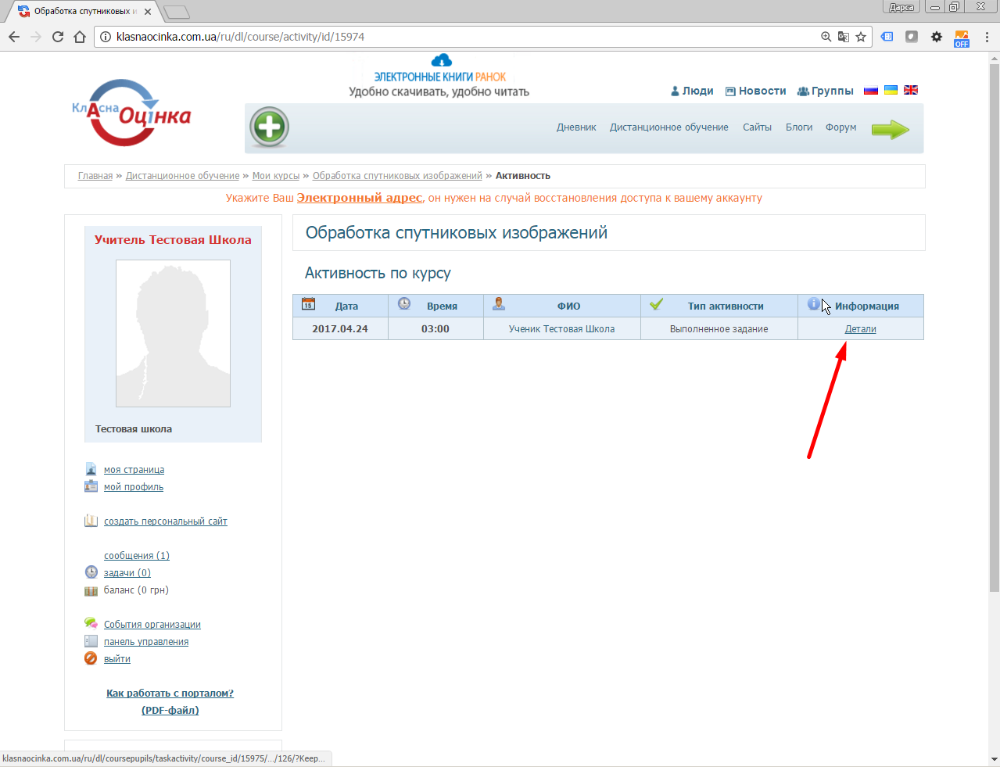 Обработка спутниковых и
Дарса
klasnaocinka.com.ua/ru/dl/course/activity/id/15974
OFF
ЭЛЕКТРОННЫЕ КНИГИ РАНОК
Удобно скачивать, удобно читать
КлАсна Оцінка
Люди Новости Группы
Дневник Дистанционное обучение Сайты Блоги Форум
Главная » Дистанционное обучение » Мои курсы » Обработка спутниковых изображений » Активность
Укажите Ваш Электронный адрес, он нужен на случай восстановления доступа к вашему аккаунту
Учитель Тестовая Школа
Тестовая школа
моя страница
мой профиль
создать персональный сайт
сообщения (1)
задачи (0)
баланс (0 грн)
События организации
панель управления
выйти
Как работать с порталом?
(PDF-файл)
Обработка спутниковых изображений
Активность по курсу
15 Дата Время ФИО Тип активности Информация
2017.04.24 03:00 Ученик Тестовая Школа Выполненное задание Детали
klasnaocinka.com.ua/ru/dl/coursepupils/taskactivity/course_id/15975/.../126/?Keep...